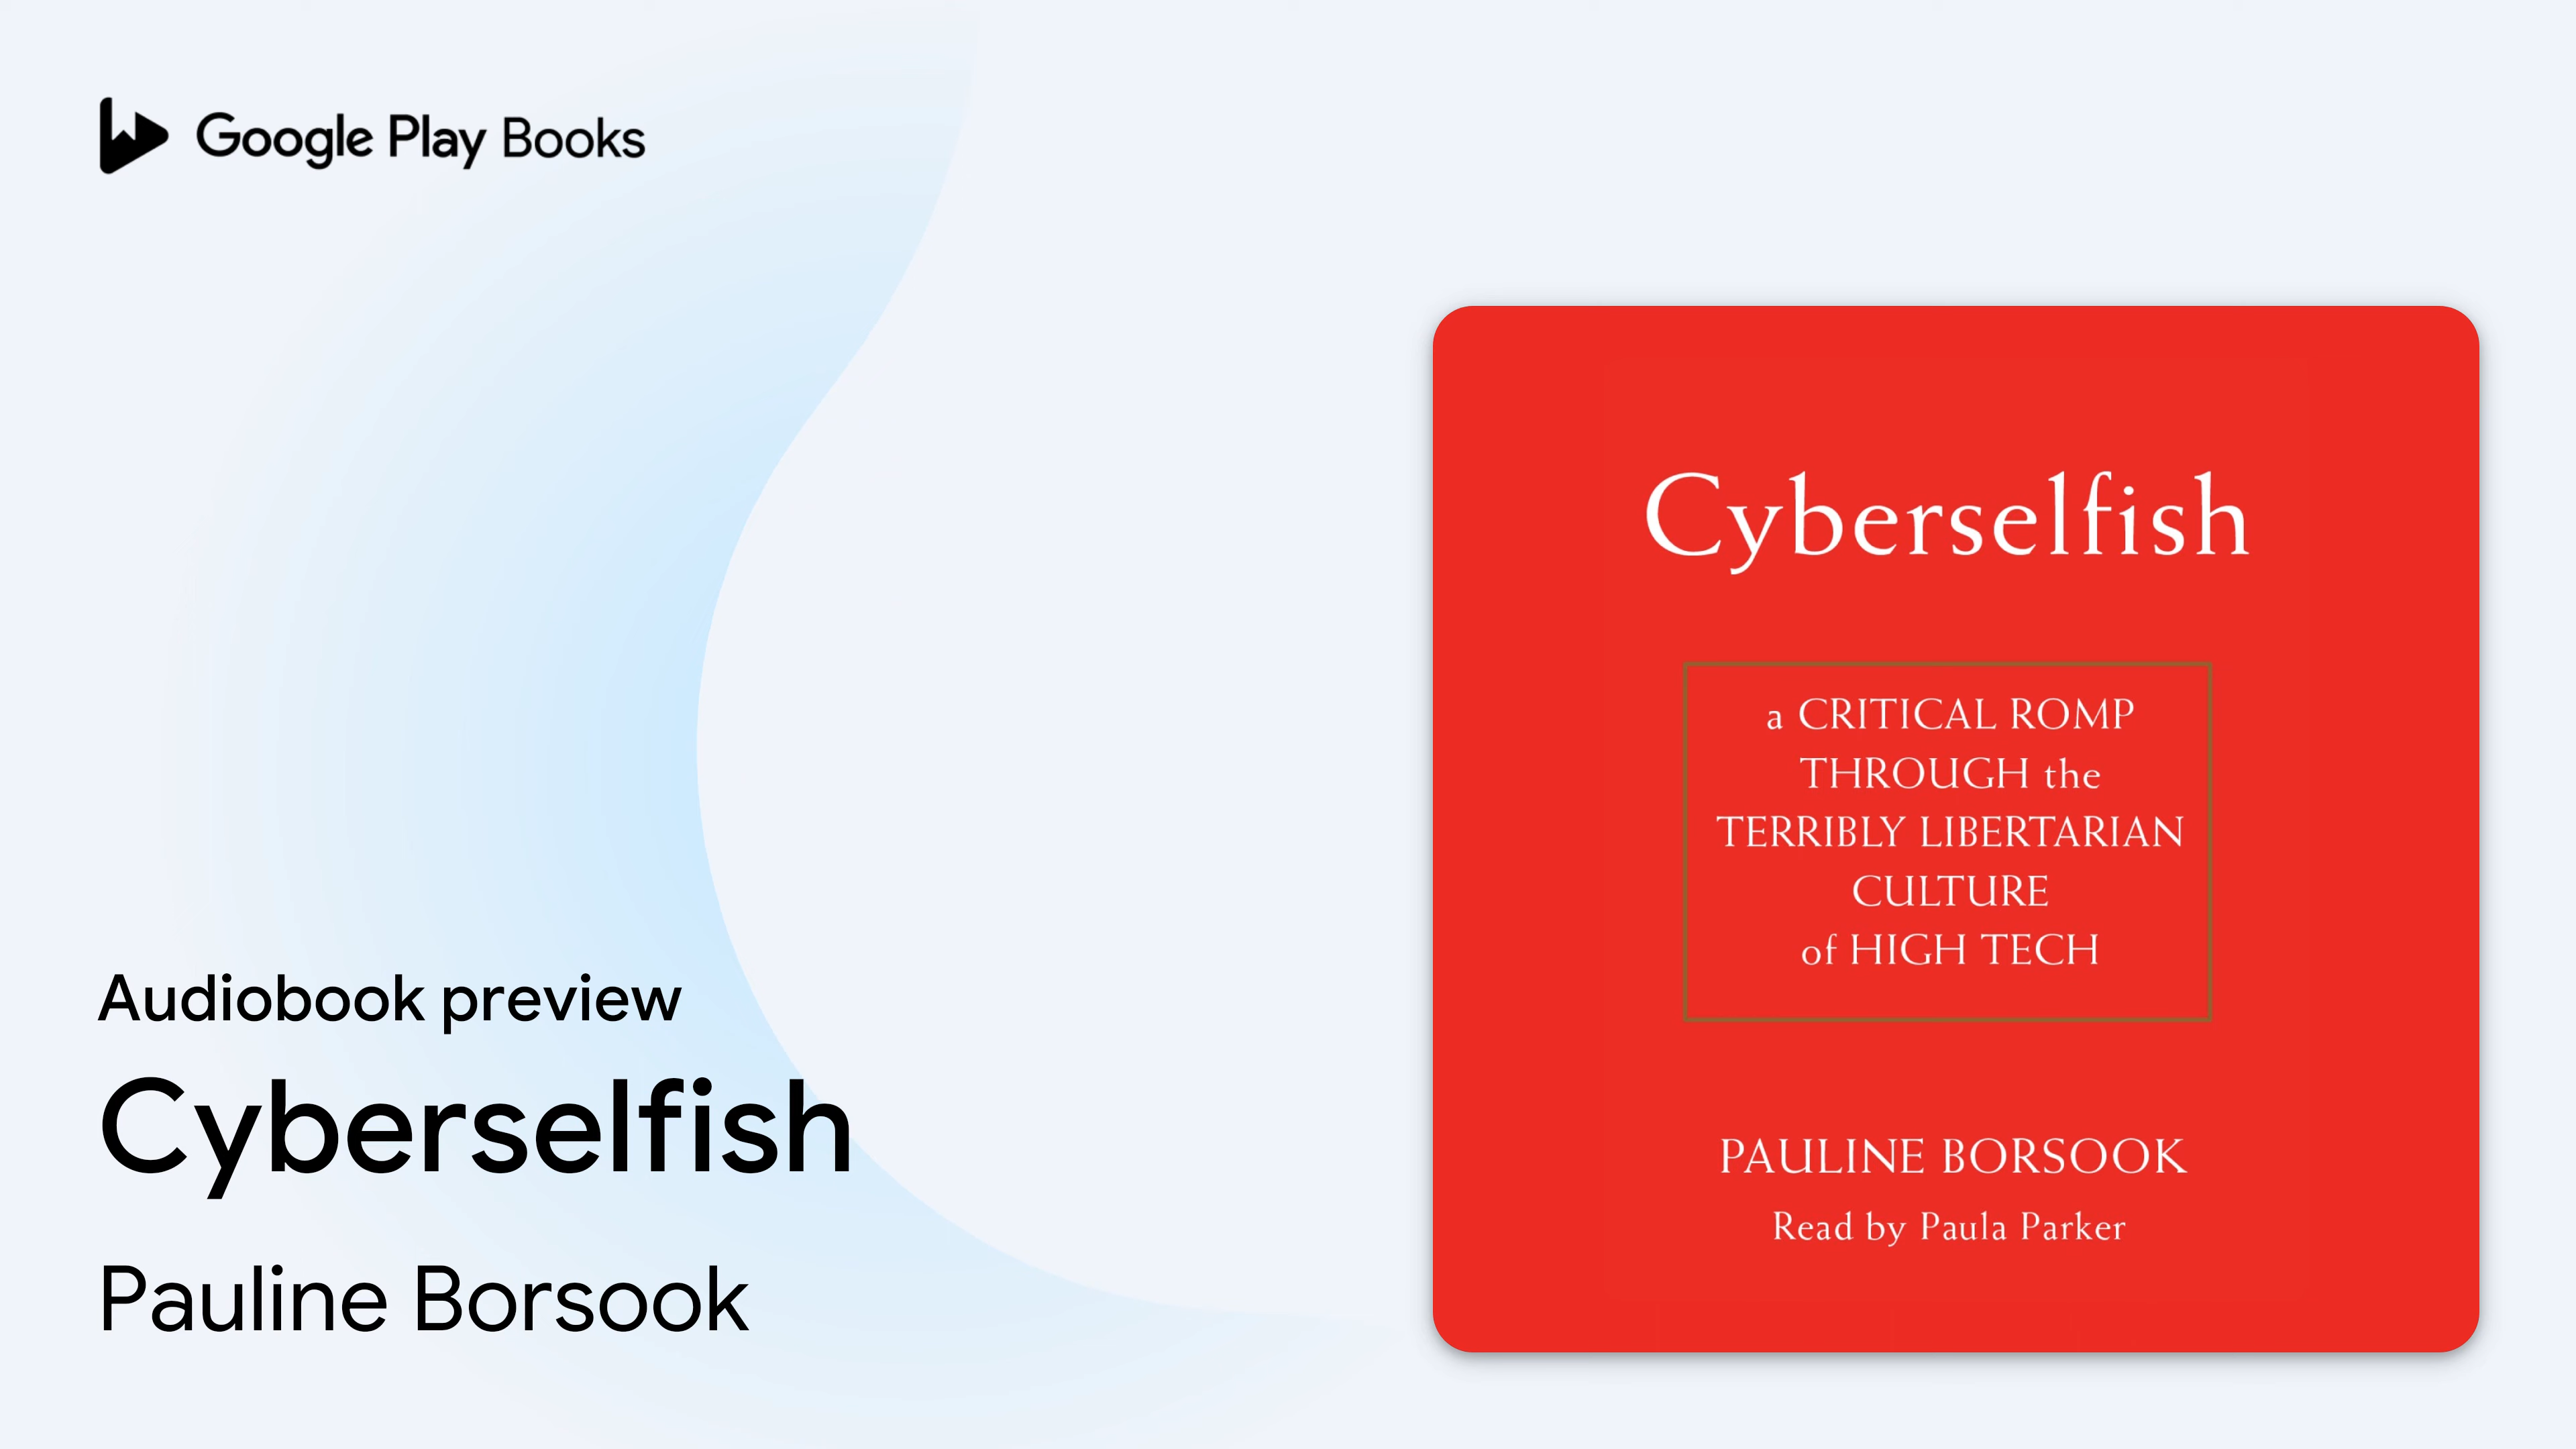 Google Play Books
Audiobook preview
Cyberselfish
Pauline Borsook
Cyberselfish
a CRITICAL ROMP
THROUGH the
TERRIBLY LIBERTARIAN
CULTURE
of HIGH TECH
PAULINE BORSOOK
Read by Paula Parker